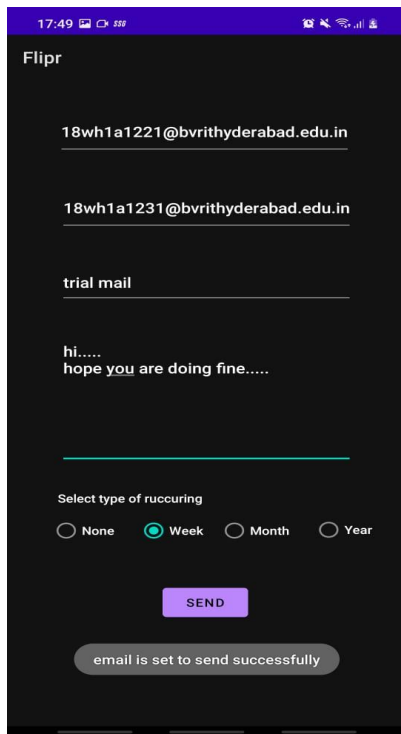 17:49
Flipr
18wh1a1221@bvrithyderabad.edu.in
18wh1a1231@bvrithyderabad.edu.in
trial mail
hi.....
hope you are doing fine.....
Select type of ruccuring
None Week Month Year
SEND
email is set to send successfully